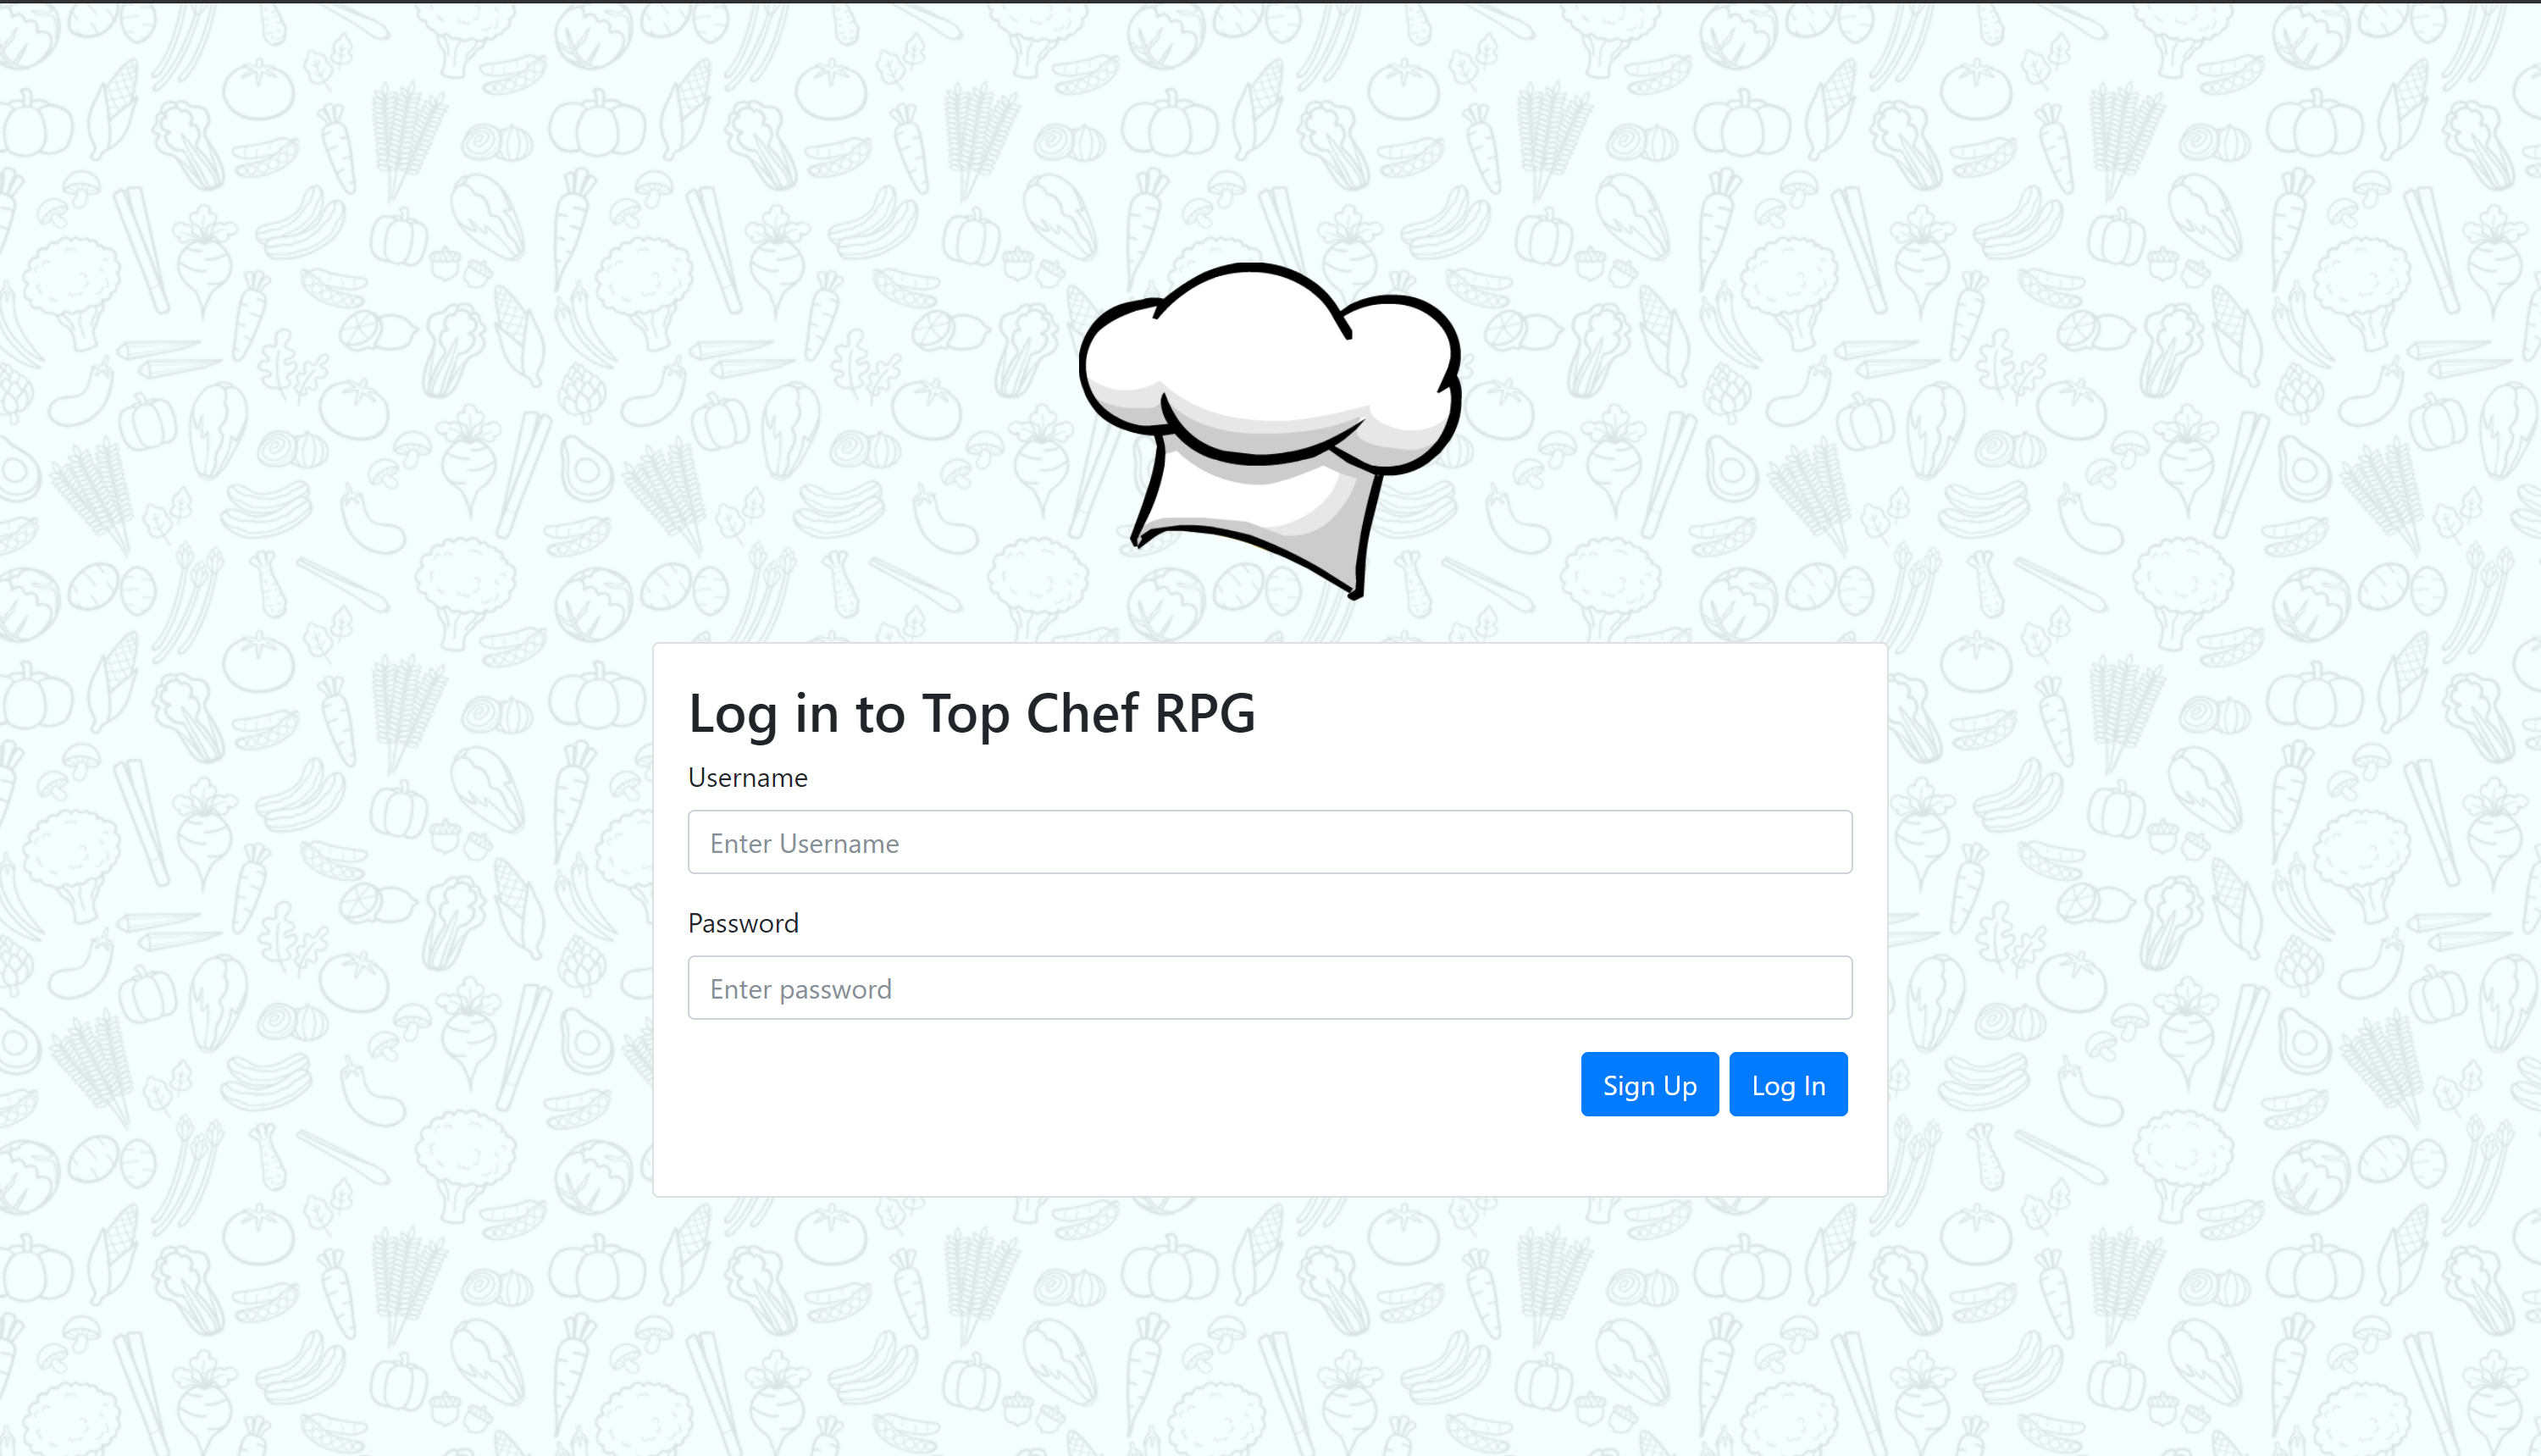 Log in to Top Chef RPG
Username
Enter Username
Password
Enter password
Sign Up
Log In